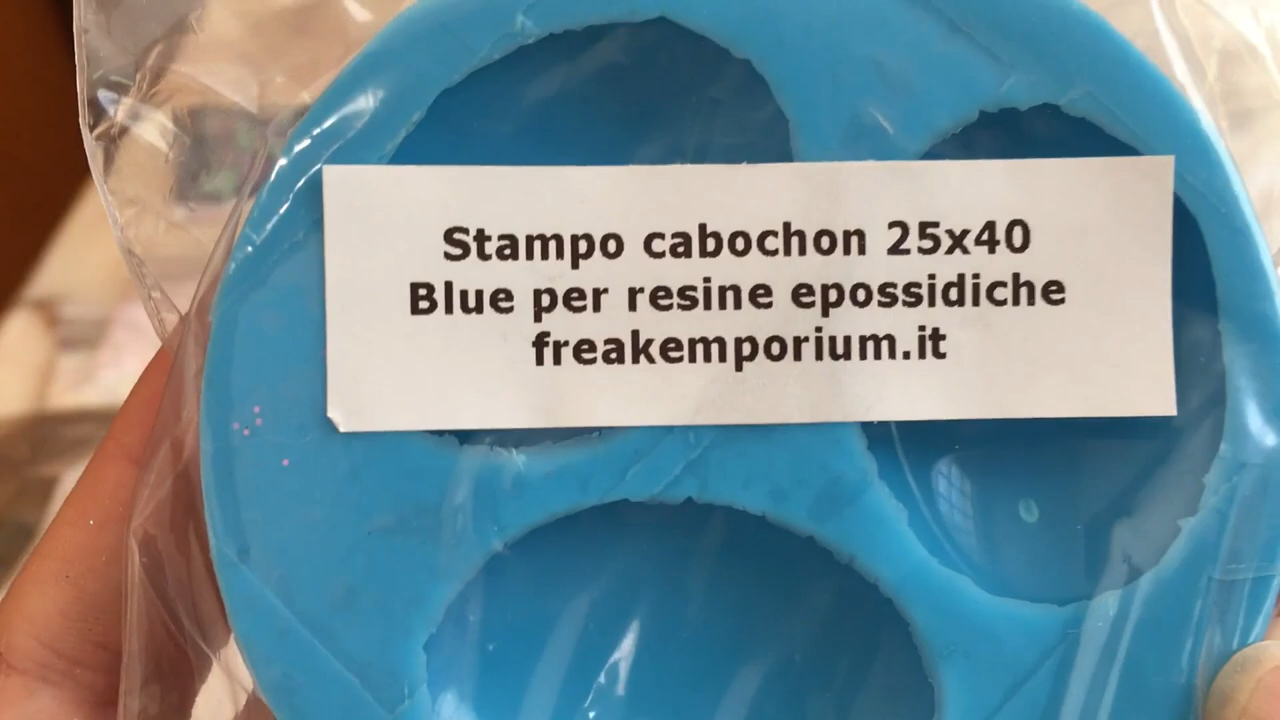 Stampo cabochon 25x40
Blue per resine epossidiche
freakemporium.it